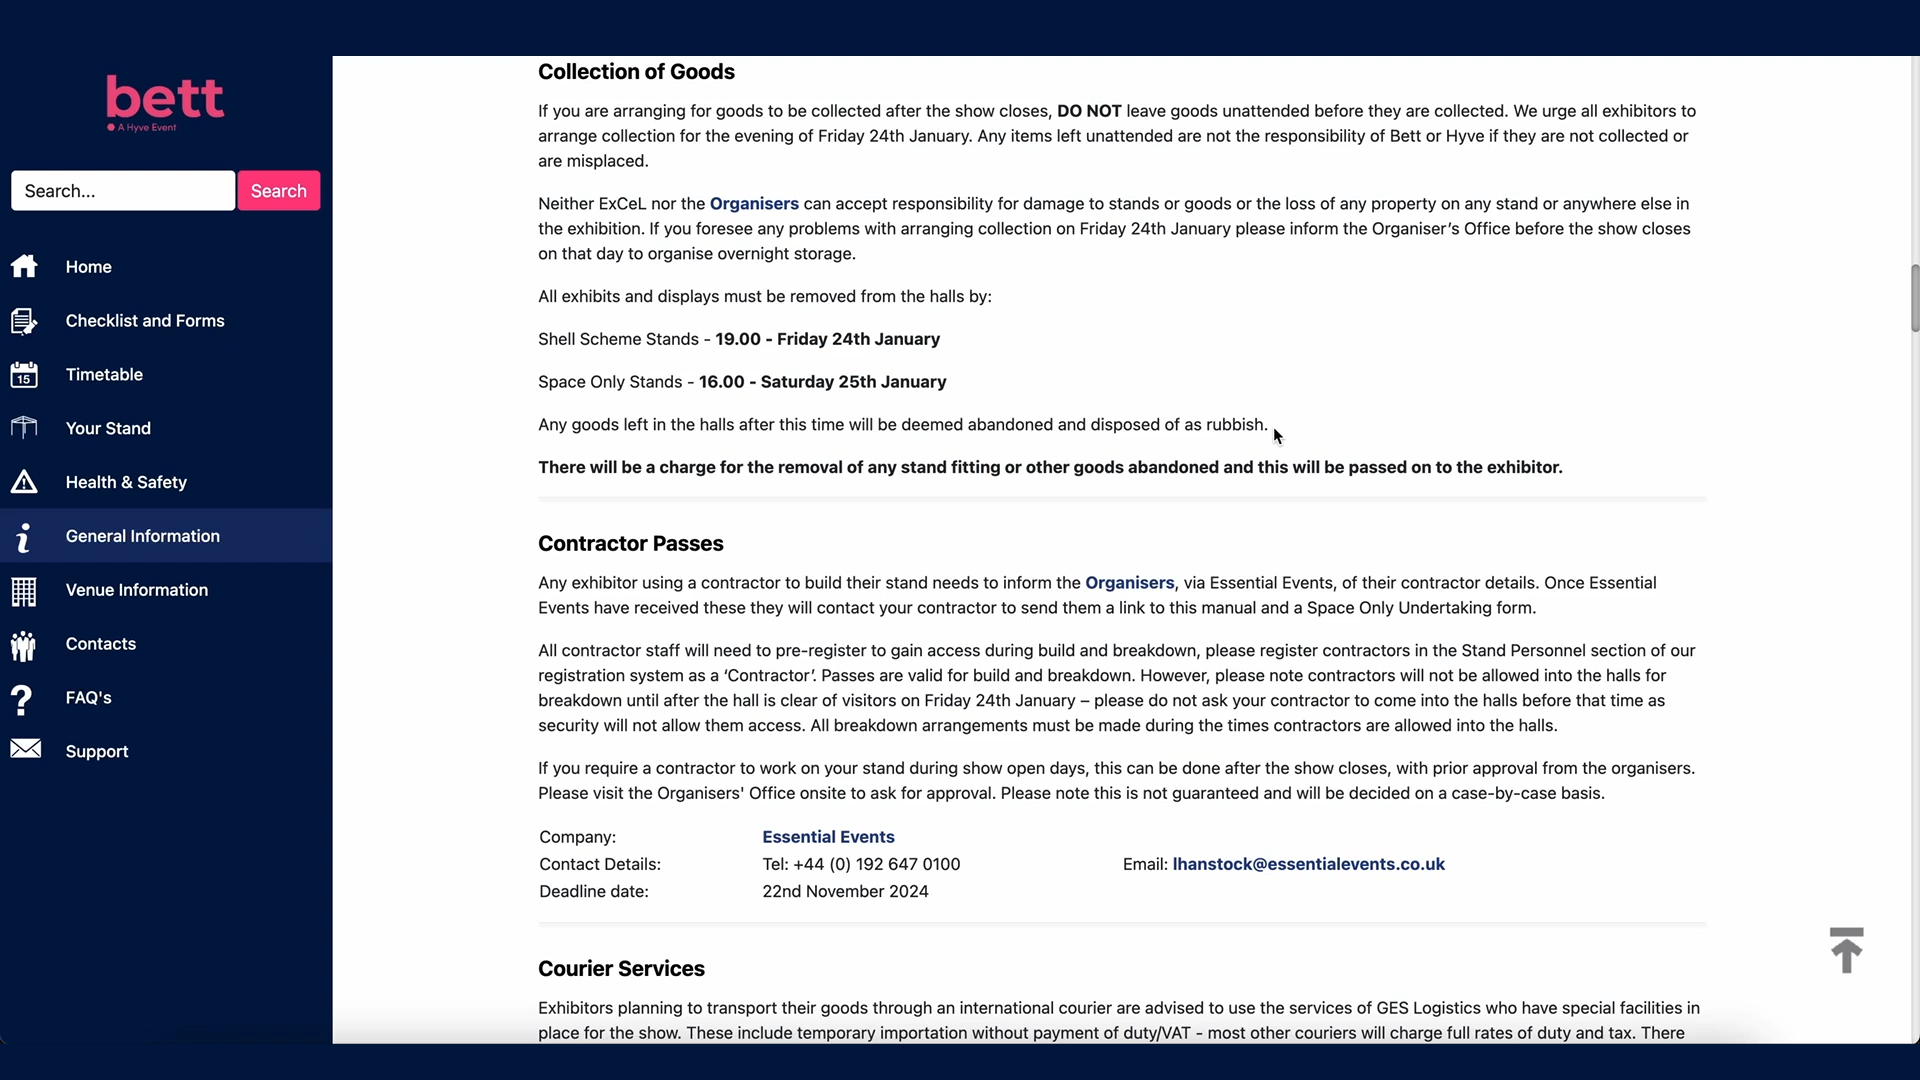 bett
A Hyve Event
Search...
Search
Home
Checklist and Forms
15
Timetable
Your Stand
Health & Safety
General Information
Venue Information
Contacts
FAQ's
Support
Collection of Goods
If you are arranging for goods to be collected after the show closes, DO NOT leave goods unattended before they are collected. We urge all exhibitors to
arrange collection for the evening of Friday 24th January. Any items left unattended are not the responsibility of Bett or Hyve if they are not collected or
are misplaced.
Neither ExCeL nor the Organisers can accept responsibility for damage to stands or goods or the loss of any property on any stand or anywhere else in
the exhibition. If you foresee any problems with arranging collection on Friday 24th January please inform the Organiser’s Office before the show closes
on that day to organise overnight storage.
All exhibits and displays must be removed from the halls by:
Shell Scheme Stands - 19.00 - Friday 24th January
Space Only Stands - 16.00 - Saturday 25th January
Any goods left in the halls after this time will be deemed abandoned and disposed of as rubbish.
There will be a charge for the removal of any stand fitting or other goods abandoned and this will be passed on to the exhibitor.
Contractor Passes
Any exhibitor using a contractor to build their stand needs to inform the Organisers, via Essential Events, of their contractor details. Once Essential
Events have received these they will contact your contractor to send them a link to this manual and a Space Only Undertaking form.
All contractor staff will need to pre-register to gain access during build and breakdown, please register contractors in the Stand Personnel section of our
registration system as a ‘Contractor’. Passes are valid for build and breakdown. However, please note contractors will not be allowed into the halls for
breakdown until after the hall is clear of visitors on Friday 24th January – please do not ask your contractor to come into the halls before that time as
security will not allow them access. All breakdown arrangements must be made during the times contractors are allowed into the halls.
If you require a contractor to work on your stand during show open days, this can be done after the show closes, with prior approval from the organisers.
Please visit the Organisers' Office onsite to ask for approval. Please note this is not guaranteed and will be decided on a case-by-case basis.
Company: Essential Events
Contact Details: Tel: +44 (0) 192 647 0100 Email: lhanstock@essentialevents.co.uk
Deadline date: 22nd November 2024
Courier Services
Exhibitors planning to transport their goods through an international courier are advised to use the services of GES Logistics who have special facilities in
place for the show. These include temporary importation without payment of duty/VAT - most other couriers will charge full rates of duty and tax. There